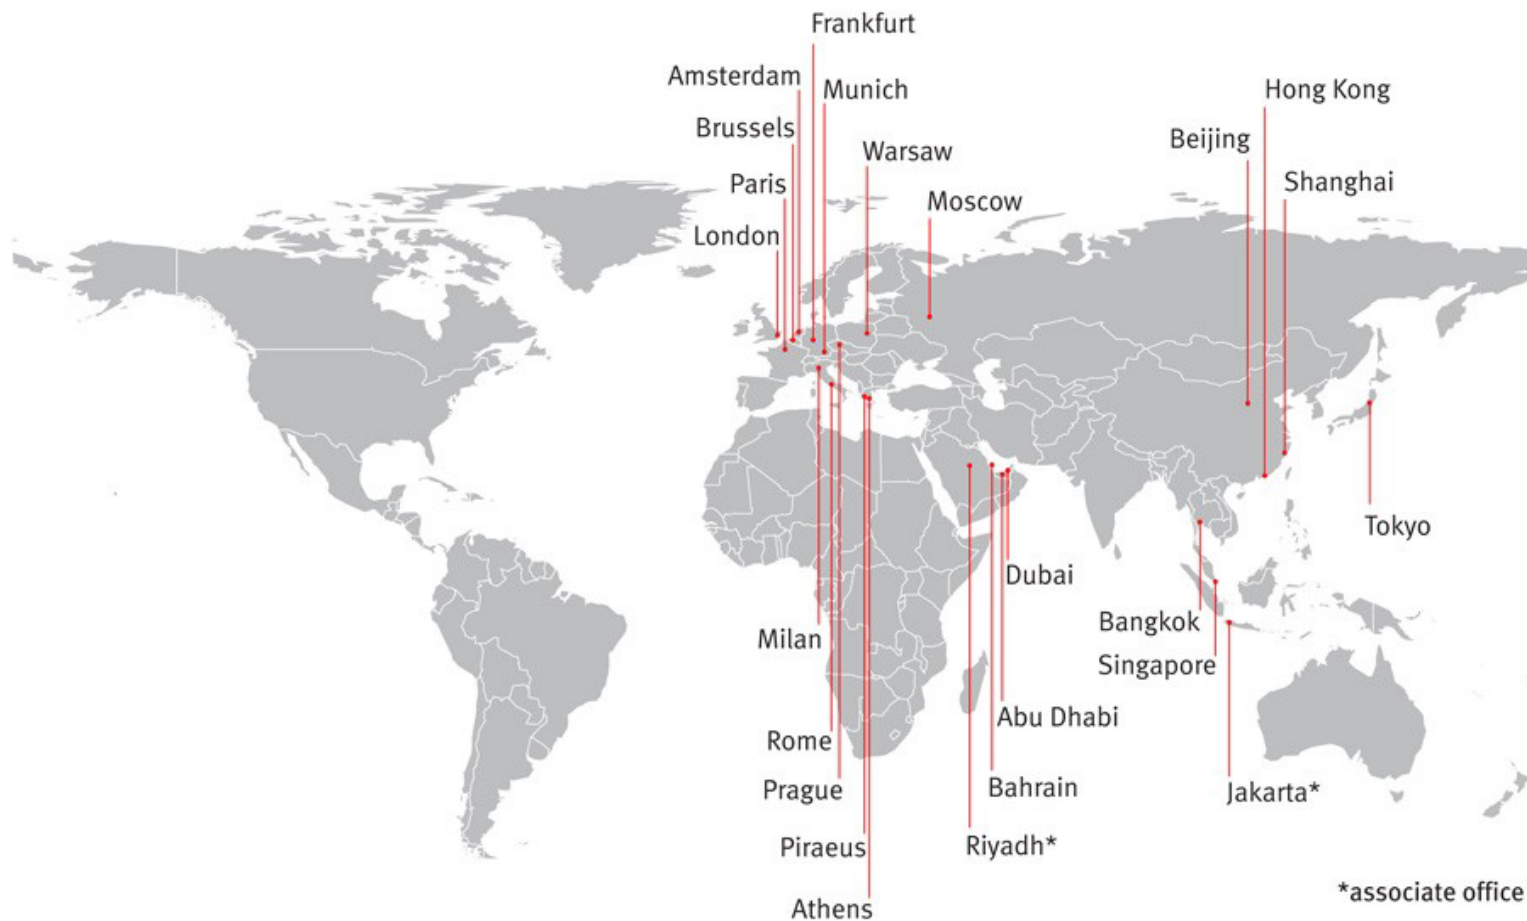 Frankfurt
Amsterdam
Munich
Hong Kong
Brussels
Beijing
Warsaw
Paris
Shanghai
Moscow
London
Tokyo
Dubai
Bangkok
Milan
Singapore
Abu Dhabi
Rome
Prague
Bahrain
Jakarta*
Piraeus
Riyadh*
*associate office
Athens